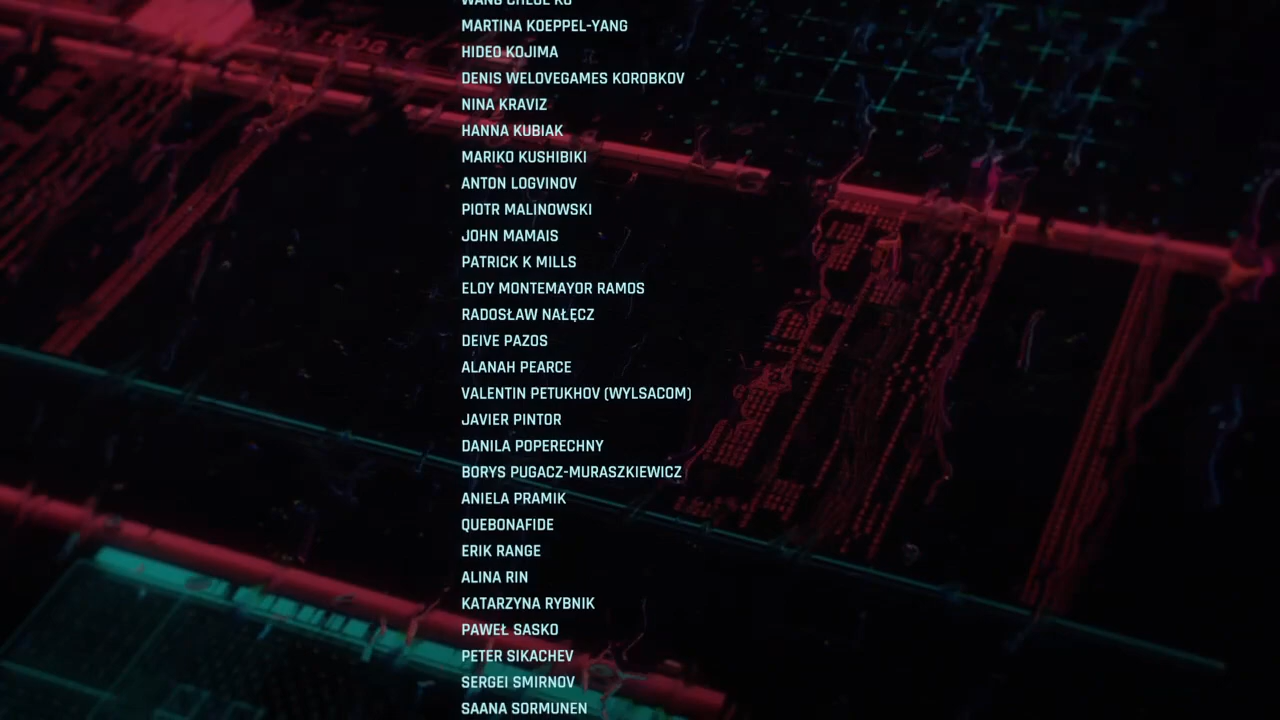 MARTINA KOEPPEL-YANG
HIDEO KOJIMA
DENIS WELOVEGAMES KOROBKOV
NINA KRAVIZ
HANNA KUBIAK
MARIKO KUSHIBIKI
ANTON LOGVINOV
PIOTR MALINOWSKI
JOHN MAMAIS
PATRICK K MILLS
ELOY MONTEMAYOR RAMOS
RADOSŁAW NAŁĘCZ
DEIVE PAZOS
ALANAH PEARCE
VALENTIN PETUKHOV (WYLSACOM)
JAVIER PINTOR
DANILA POPERECHNY
BORYS PUGACZ-MURASZKIEWICZ
ANIELA PRAMIK
QUEBONAFIDE
ERIK RANGE
ALINA RIN
KATARZYNA RYBNIK
PAWEŁ SASKO
PETER SIKACHEV
SERGEI SMIRNOV
SAANA SORMUNEN